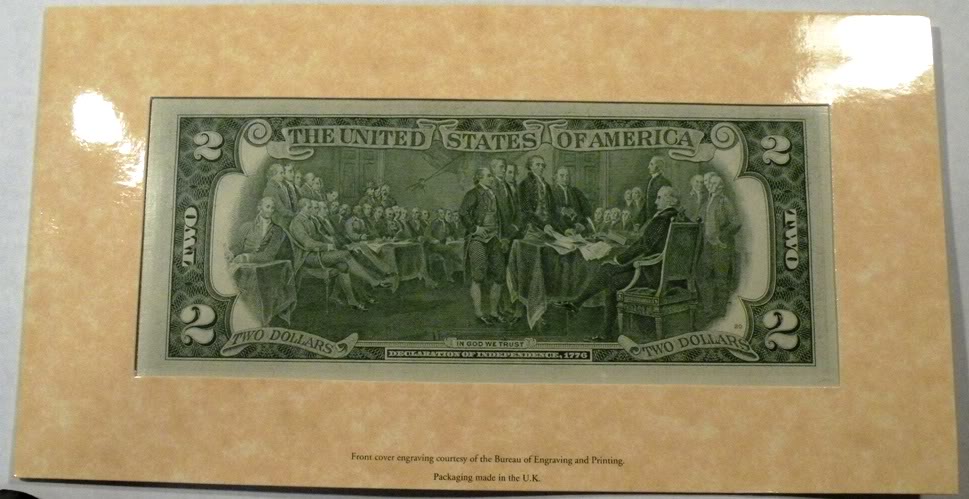 2 THE UNITED STATES OF AMERICA 2
TWO TWO
2 TWO DOLLARS IN GOD WE TRUST TWO DOLLARS 2
DECLARATION OF INDEPENDENCE, 1776
Front cover engraving courtesy of the Bureau of Engraving and Printing.
Packaging made in the U.K.